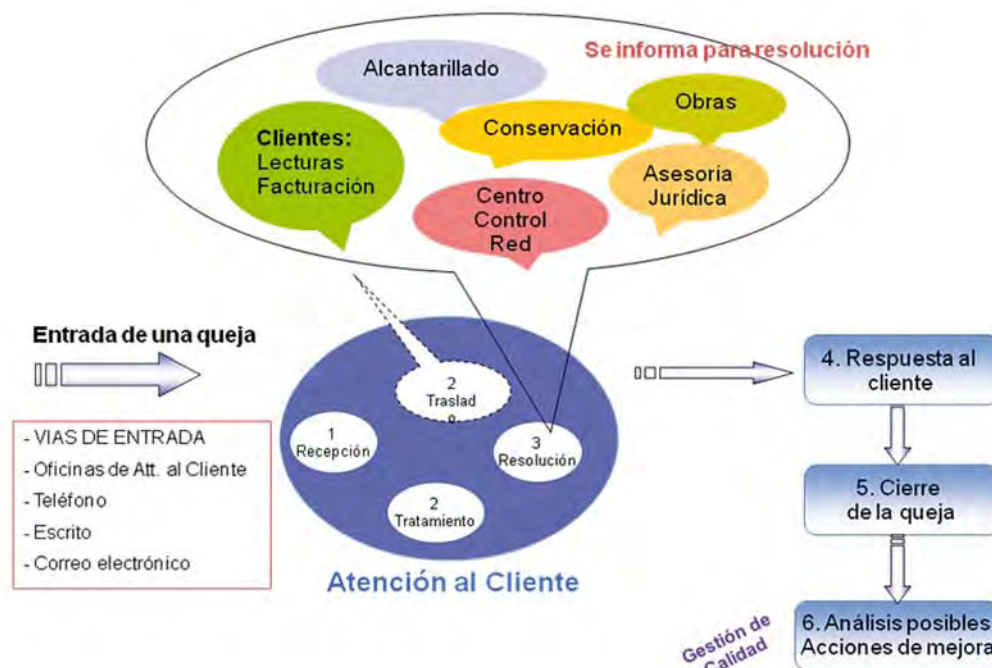 Se informa para resolución
Alcantarillado
Obras
Conservación
Clientes:
Lecturas
Facturación
Asesoría
Jurídica
Centro
Control
Red
Entrada de una queja
- VIAS DE ENTRADA
- Oficinas de Att. al Cliente
- Teléfono
- Escrito
- Correo electrónico
2
Traslad
o
1
Recepción
3
Resolución
2
Tratamiento
Atención al Cliente
4. Respuesta al
cliente
5. Cierre
de la queja
Gestión de
Calidad
6. Análisis posibles
Acciones de mejora